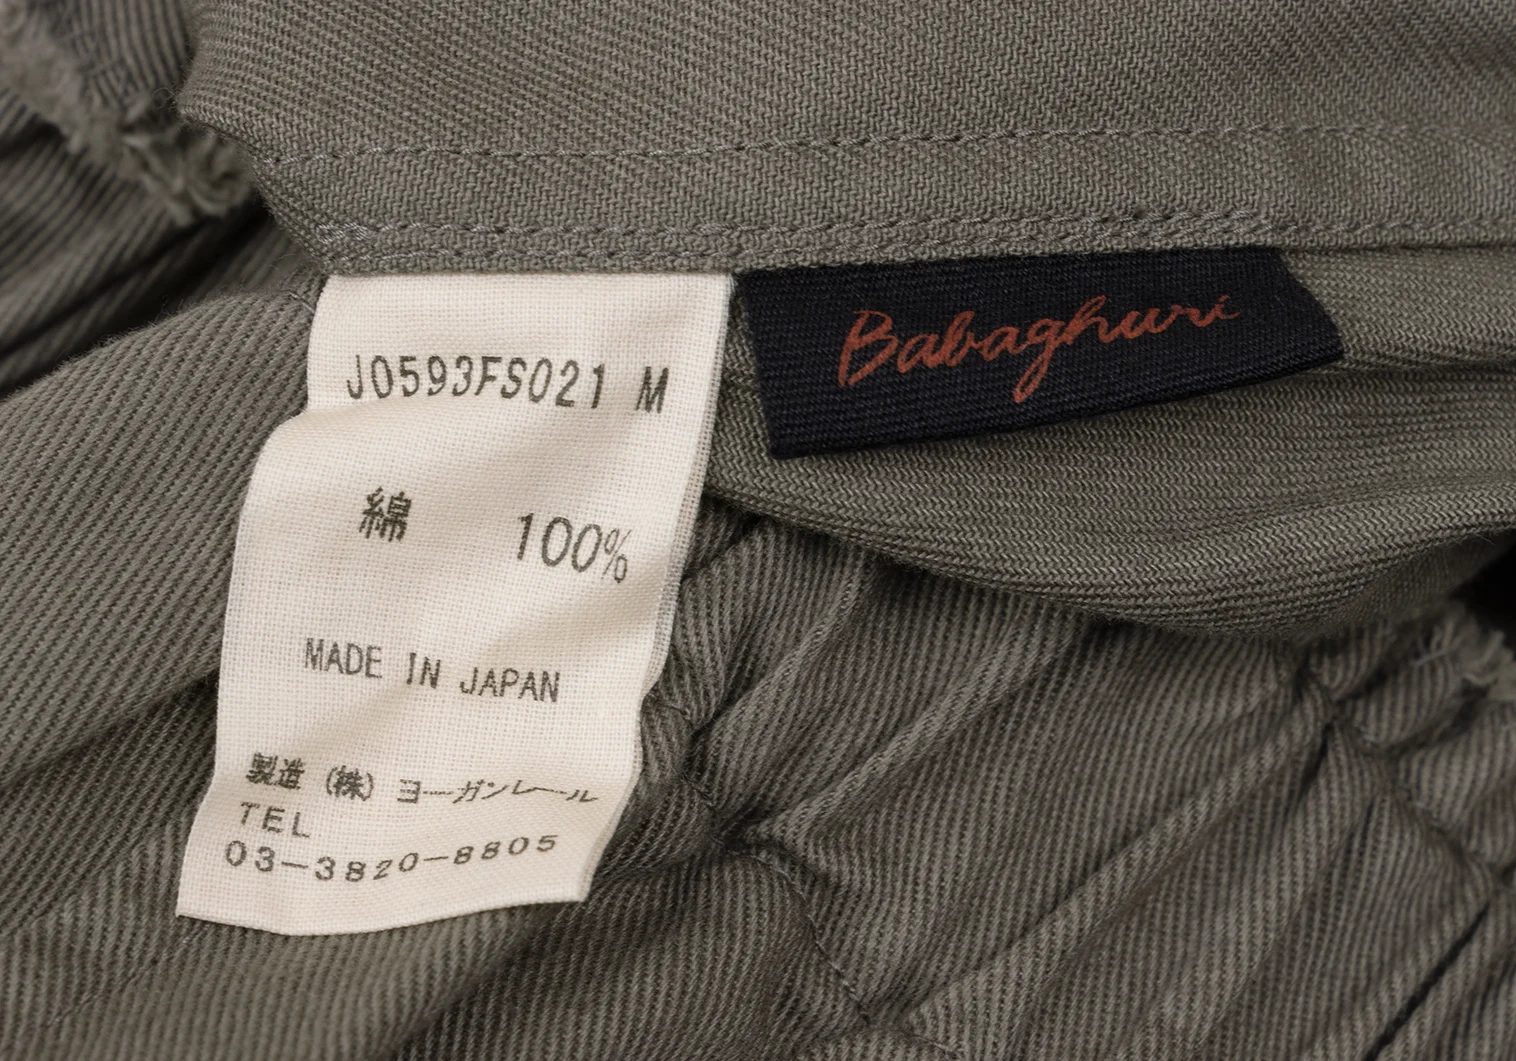 J0593FS021 M
綿 100%
MADE IN JAPAN
製造 (株) ヨーガンレール
TEL
03-3820-8805
Babaghuri